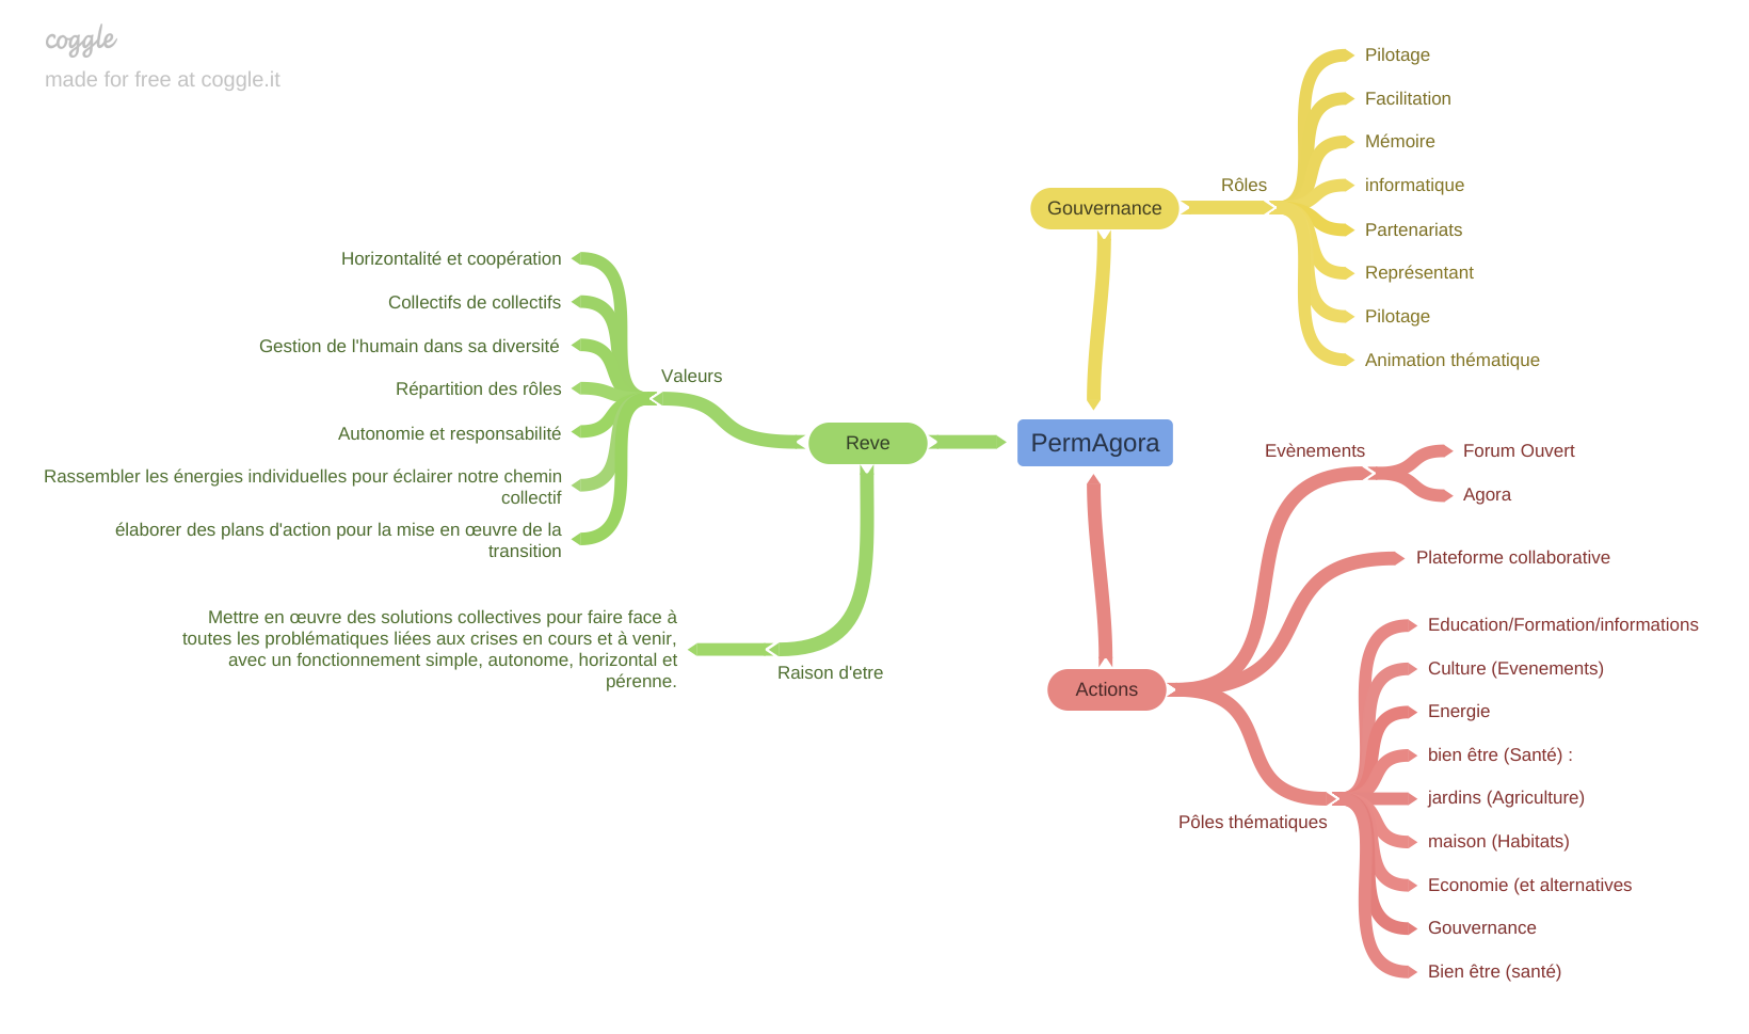 coggle
made for free at coggle.it
Horizontalité et coopération
Collectifs de collectifs
Gestion de l'humain dans sa diversité
Répartition des rôles
Autonomie et responsabilité
Rassembler les énergies individuelles pour éclairer notre chemin
collectif
élaborer des plans d'action pour la mise en œuvre de la
transition
Valeurs
Mettre en œuvre des solutions collectives pour faire face à
toutes les problématiques liées aux crises en cours et à venir,
avec un fonctionnement simple, autonome, horizontal et
pérenne.
Raison d'etre
Reve
PermAgora
Gouvernance
Rôles
Pilotage
Facilitation
Mémoire
informatique
Partenariats
Représentant
Pilotage
Animation thématique
Actions
Evènements
Forum Ouvert
Agora
Plateforme collaborative
Pôles thématiques
Education/Formation/informations
Culture (Evenements)
Energie
bien être (Santé) :
jardins (Agriculture)
maison (Habitats)
Economie (et alternatives
Gouvernance
Bien être (santé)